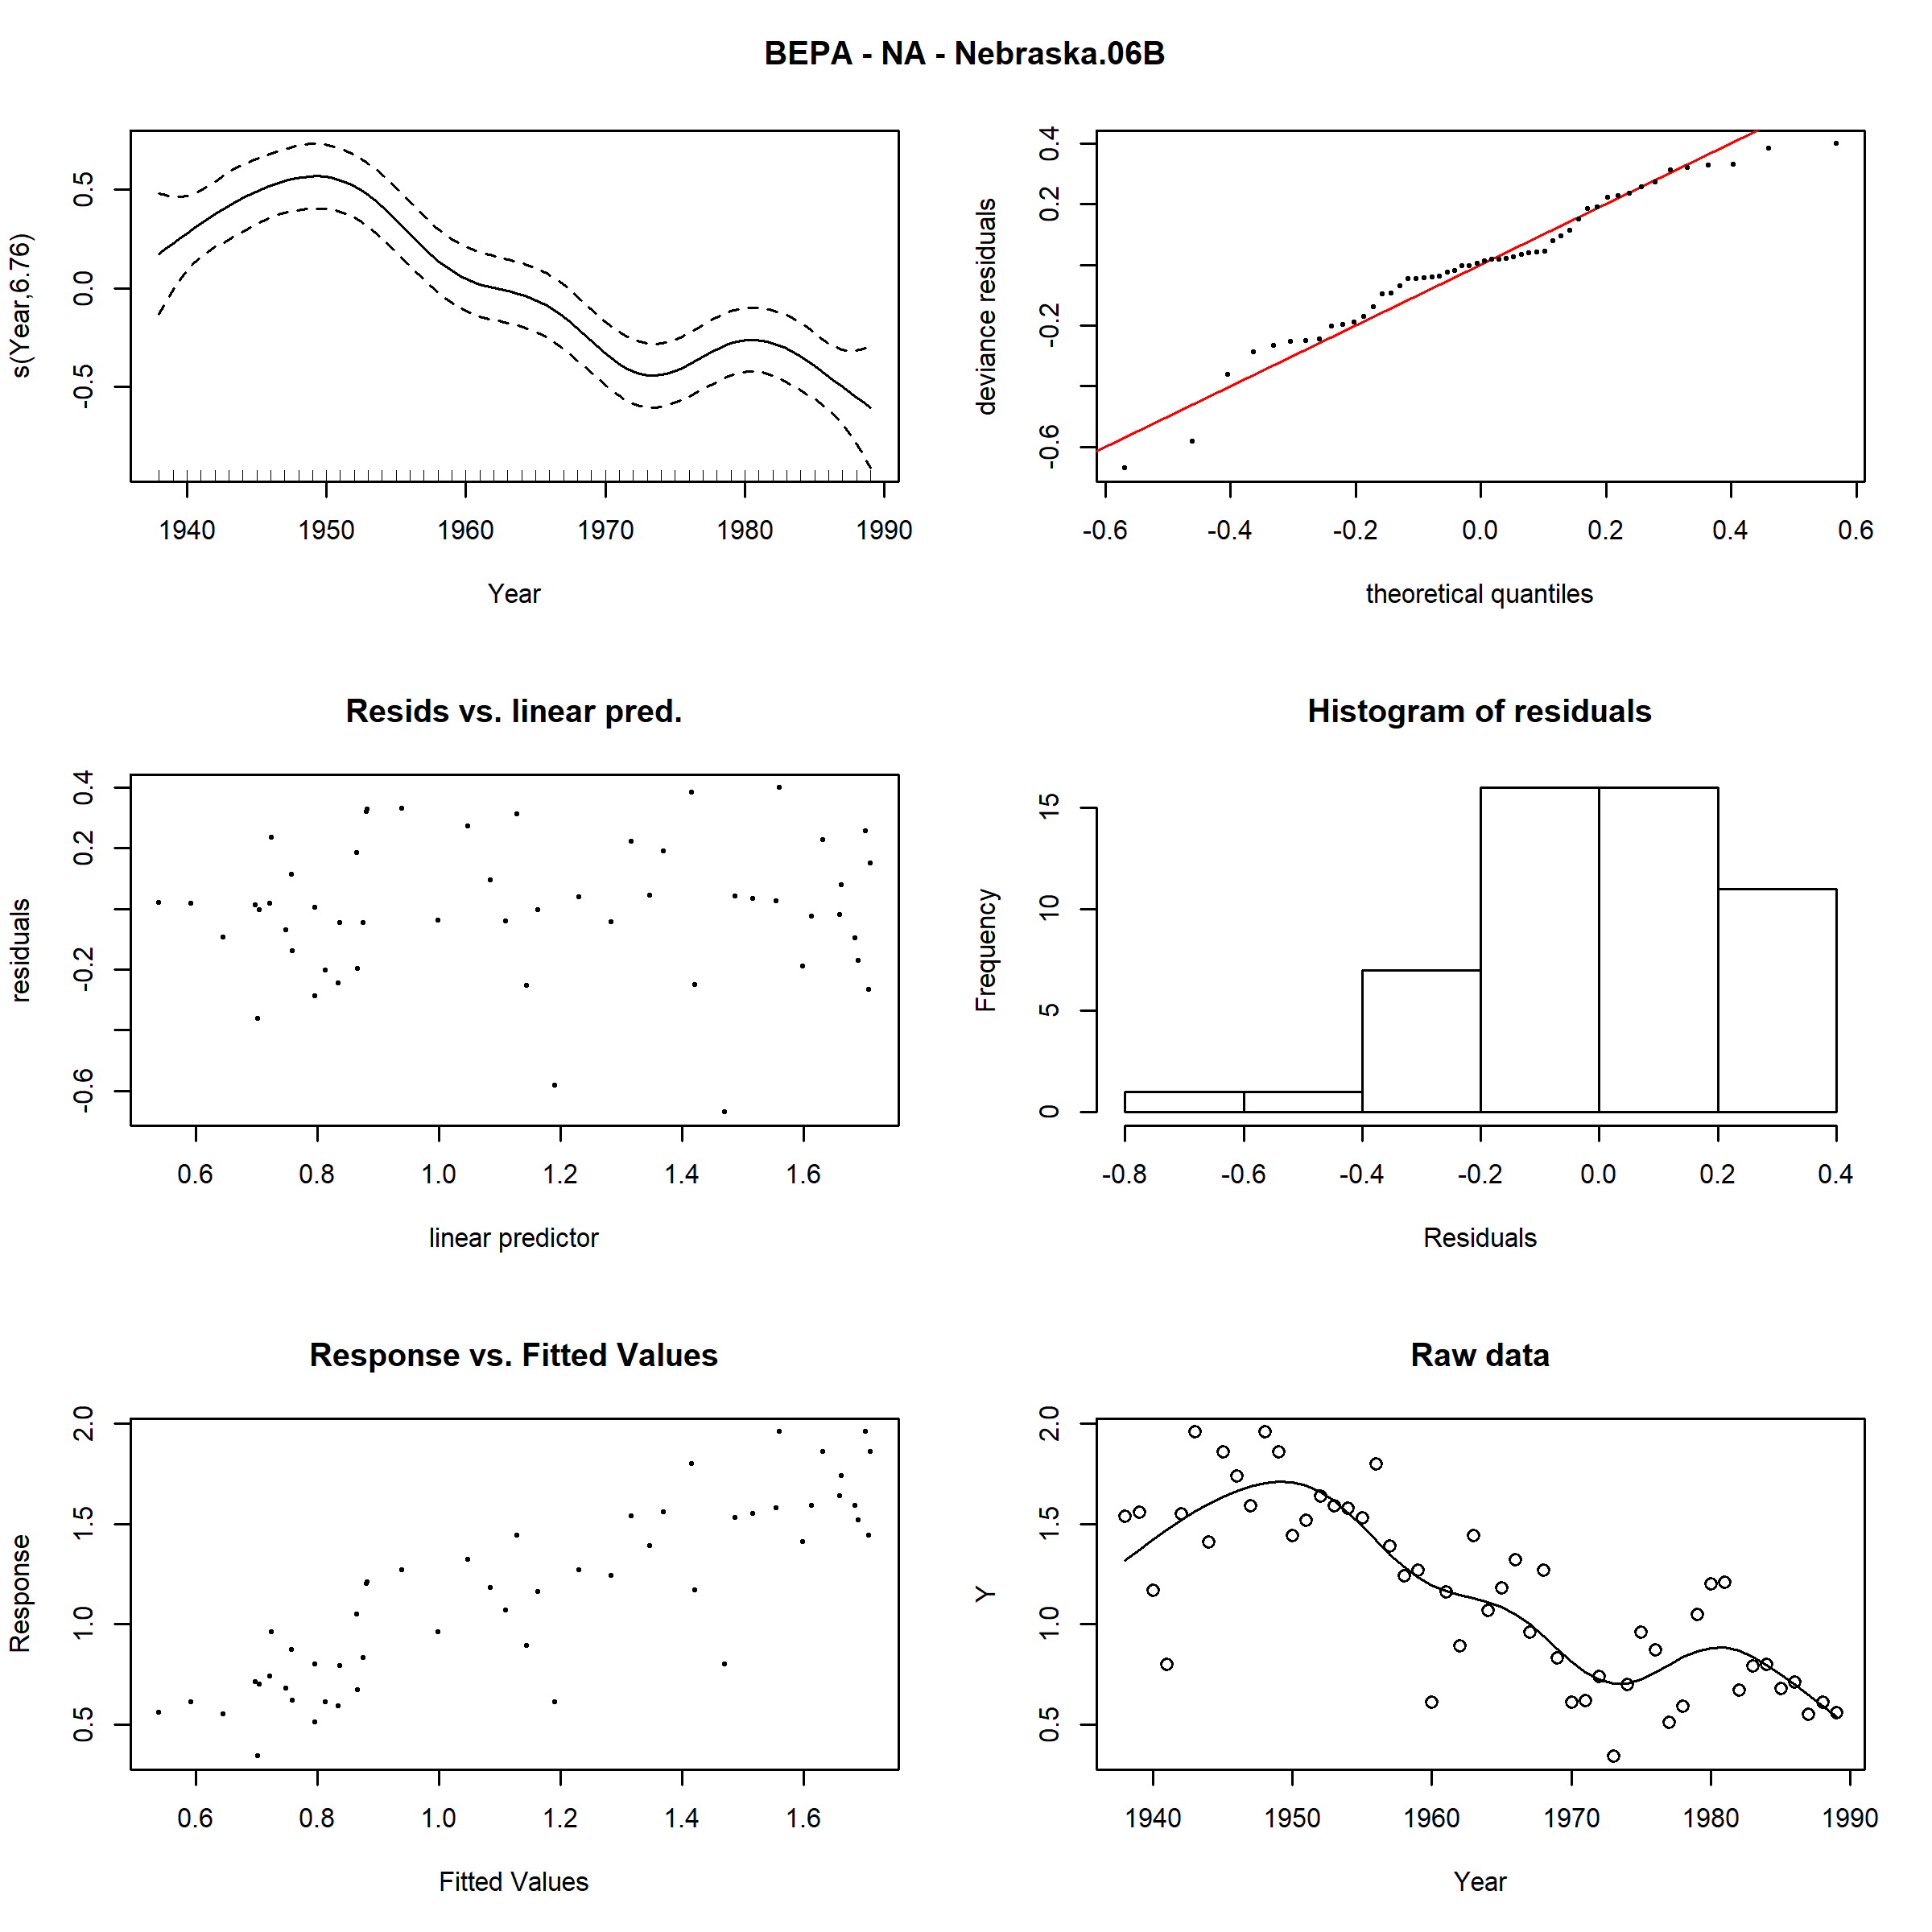 BEPA - NA - Nebraska.06B
s(Year,6.76)
0.5
0.0
-0.5
1940 1950 1960 1970 1980 1990
Year
deviance residuals
0.4
0.2
-0.2
-0.6
-0.6 -0.4 -0.2 0.0 0.2 0.4 0.6
theoretical quantiles
Resids vs. linear pred.
residuals
0.4
0.2
-0.2
-0.6
0.6 0.8 1.0 1.2 1.4 1.6
linear predictor
Histogram of residuals
Frequency
15
10
5
0
-0.8 -0.6 -0.4 -0.2 0.0 0.2 0.4
Residuals
Response vs. Fitted Values
Response
2.0
1.5
1.0
0.5
0.6 0.8 1.0 1.2 1.4 1.6
Fitted Values
Raw data
Y
2.0
1.5
1.0
0.5
1940 1950 1960 1970 1980 1990
Year